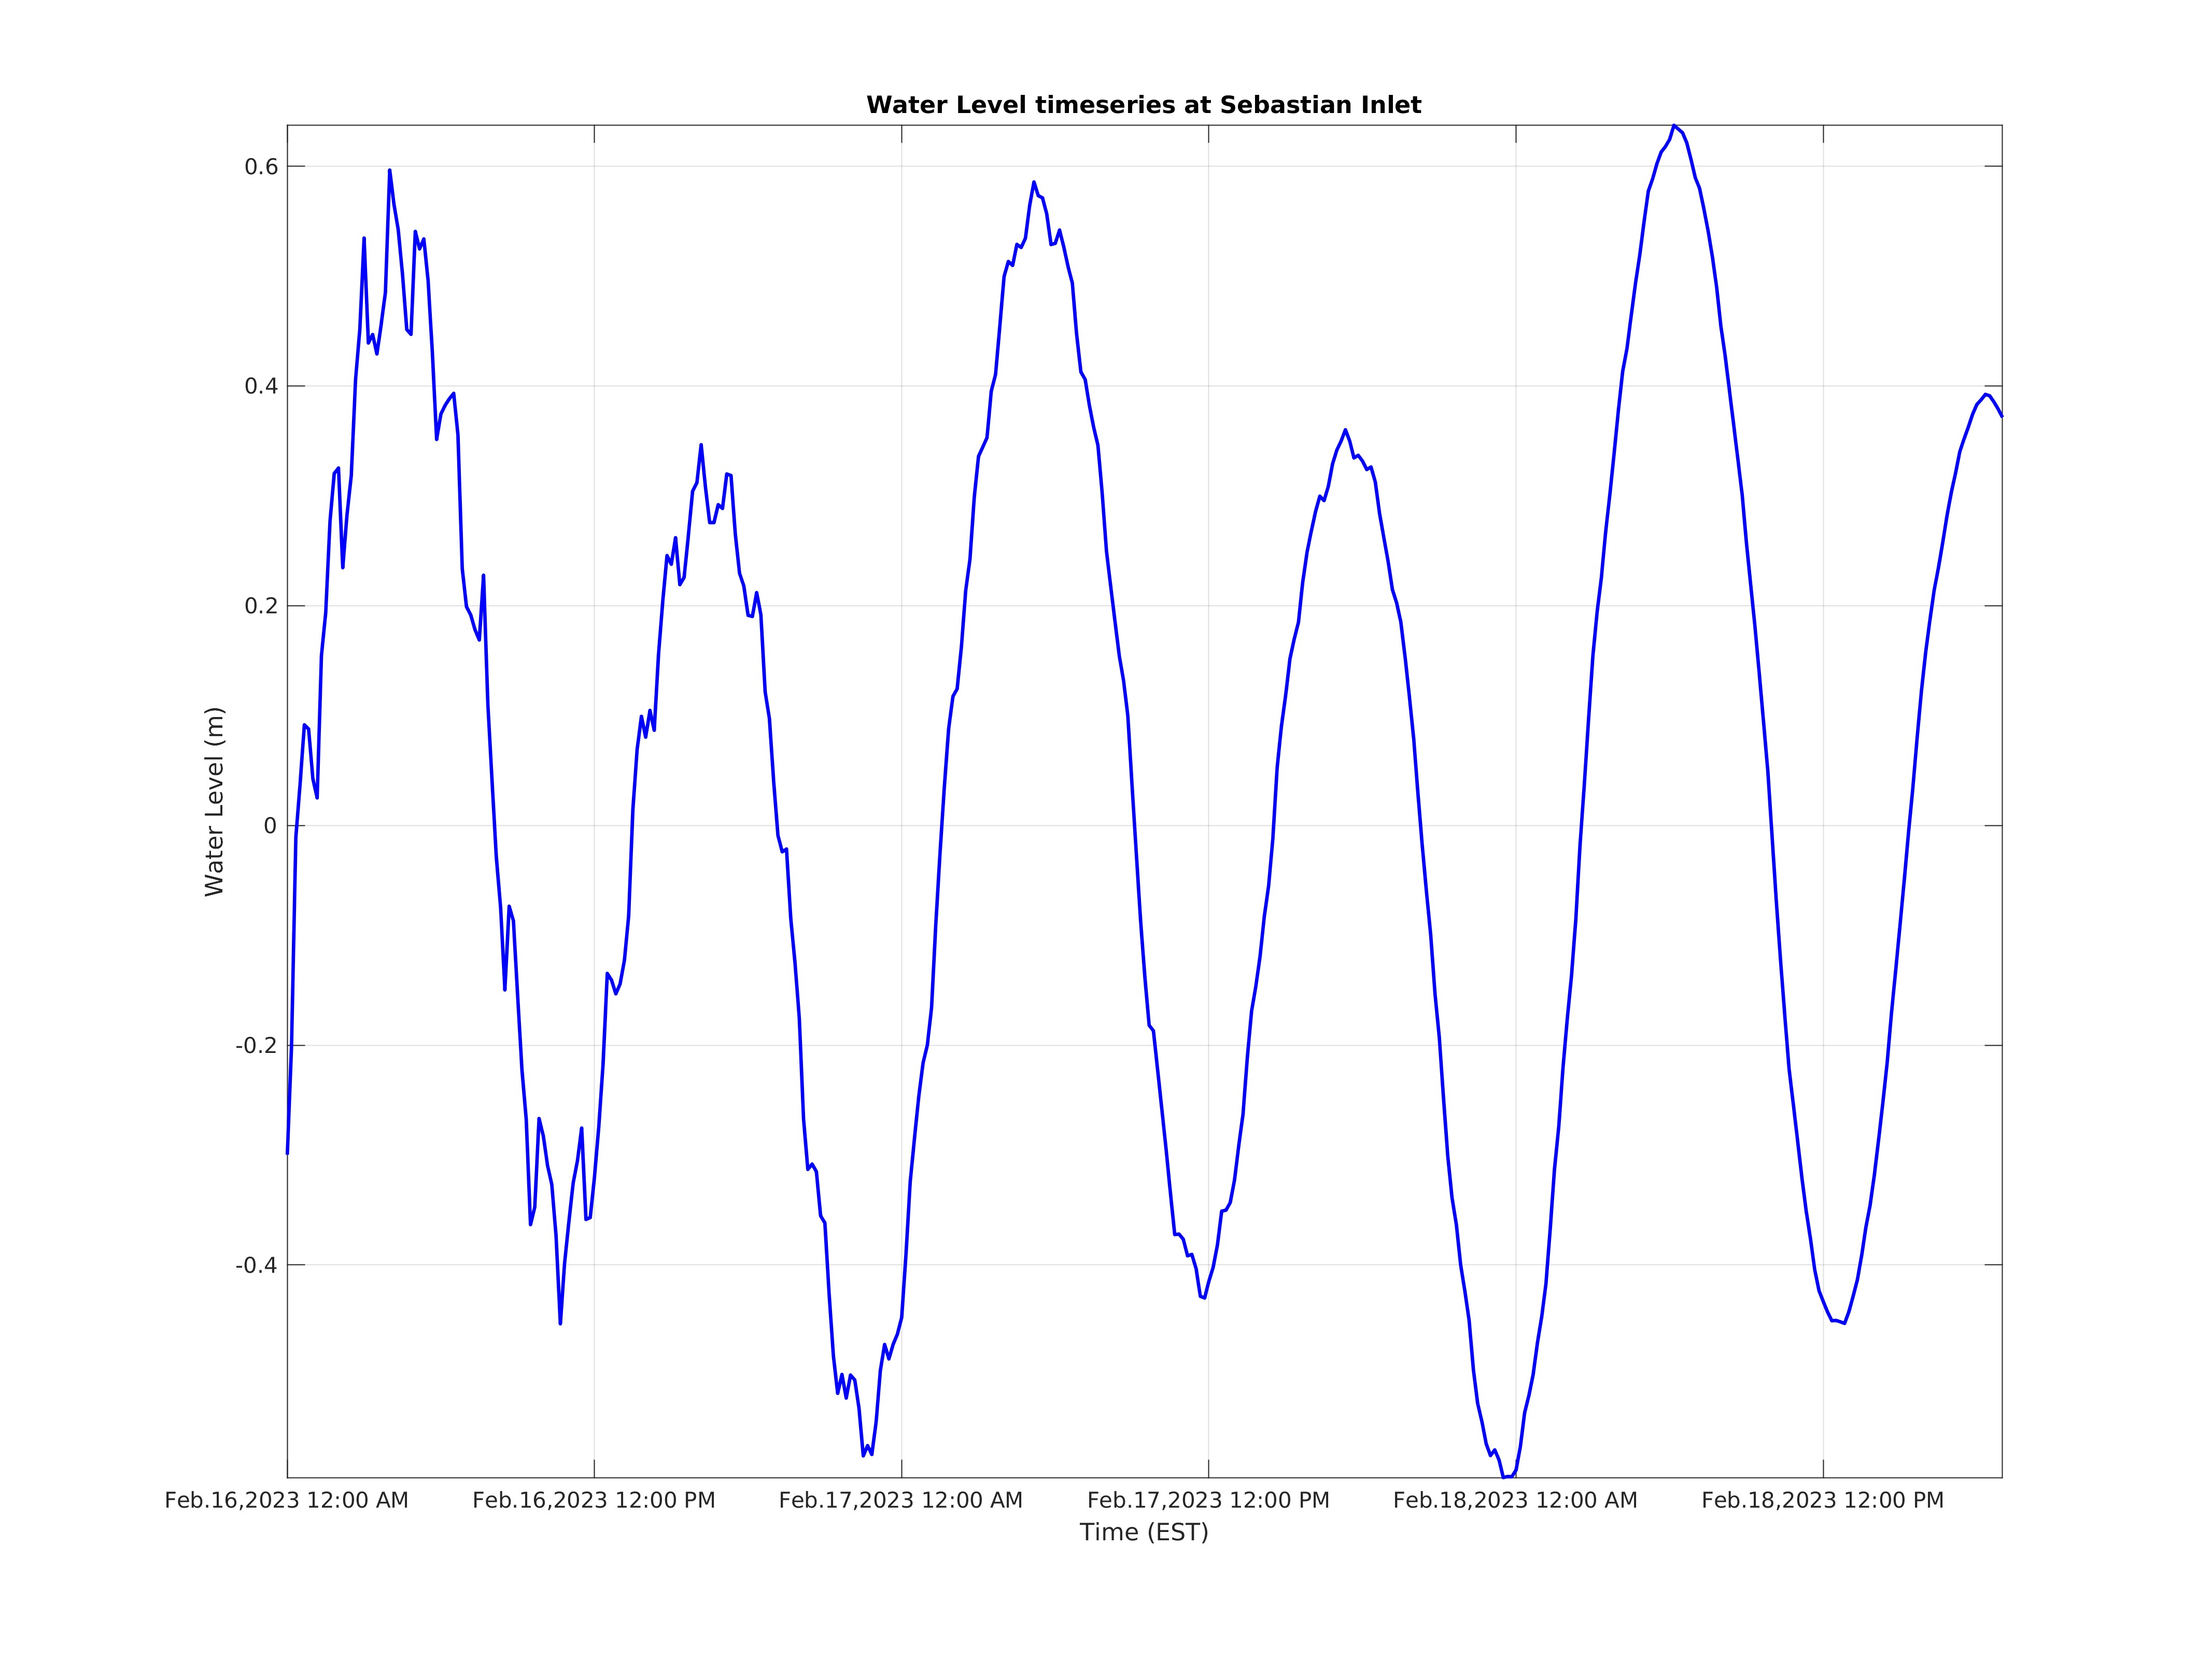 Water Level timeseries at Sebastian Inlet
0.6
0.4
0.2
0
-0.2
-0.4
Water Level (m)
Feb.16,2023 12:00 AM Feb.16,2023 12:00 PM Feb.17,2023 12:00 AM Feb.17,2023 12:00 PM Feb.18,2023 12:00 AM Feb.18,2023 12:00 PM
Time (EST)